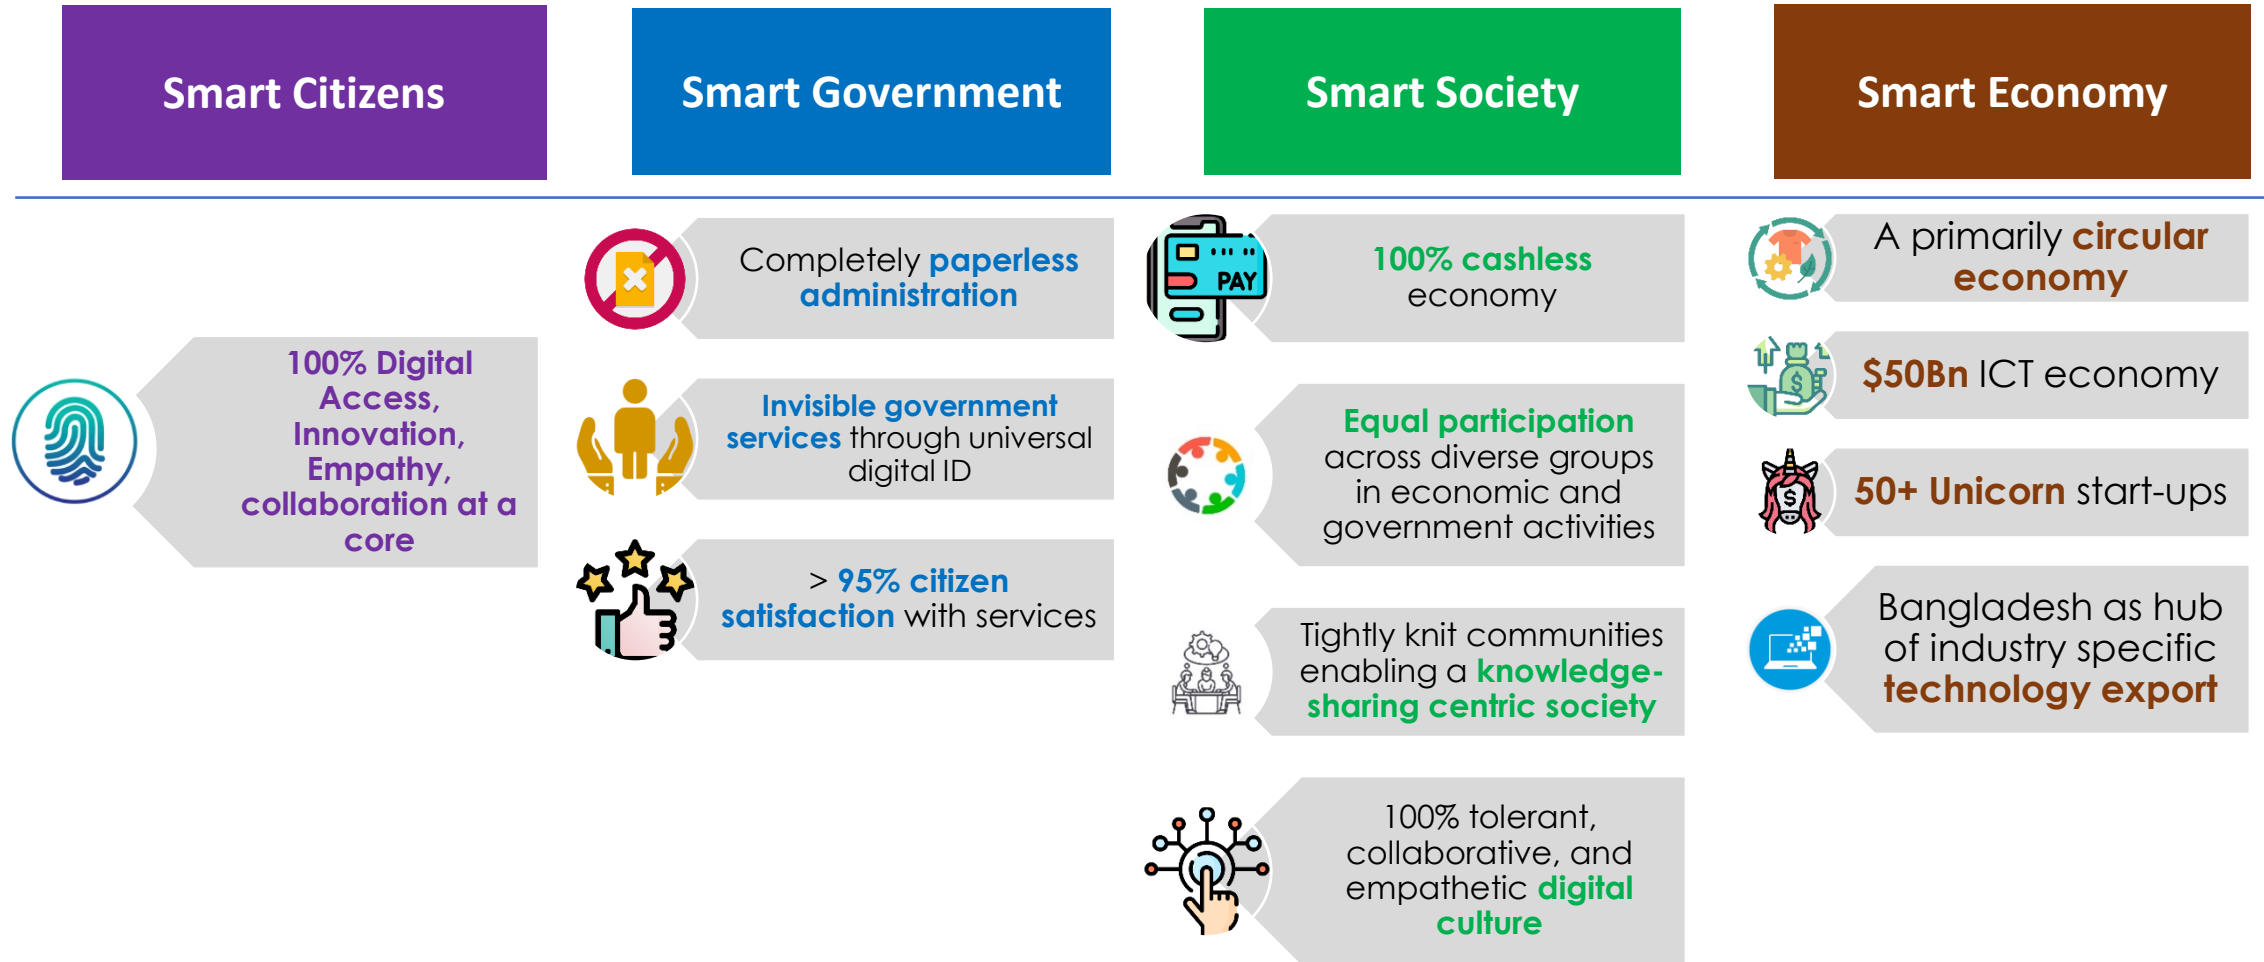 Smart Citizens
Smart Government
Smart Society
Smart Economy
100% Digital
Access,
Innovation,
Empathy,
collaboration at a
core
Completely paperless
administration
Invisible government
services through universal
digital ID
> 95% citizen
satisfaction with services
PAY
100% cashless
economy
Equal participation
across diverse groups
in economic and
government activities
Tightly knit communities
enabling a knowledge-
sharing centric society
100% tolerant,
collaborative, and
empathetic digital
culture
A primarily circular
economy
$
$50Bn ICT economy
$
50+ Unicorn start-ups
Bangladesh as hub
of industry specific
technology export